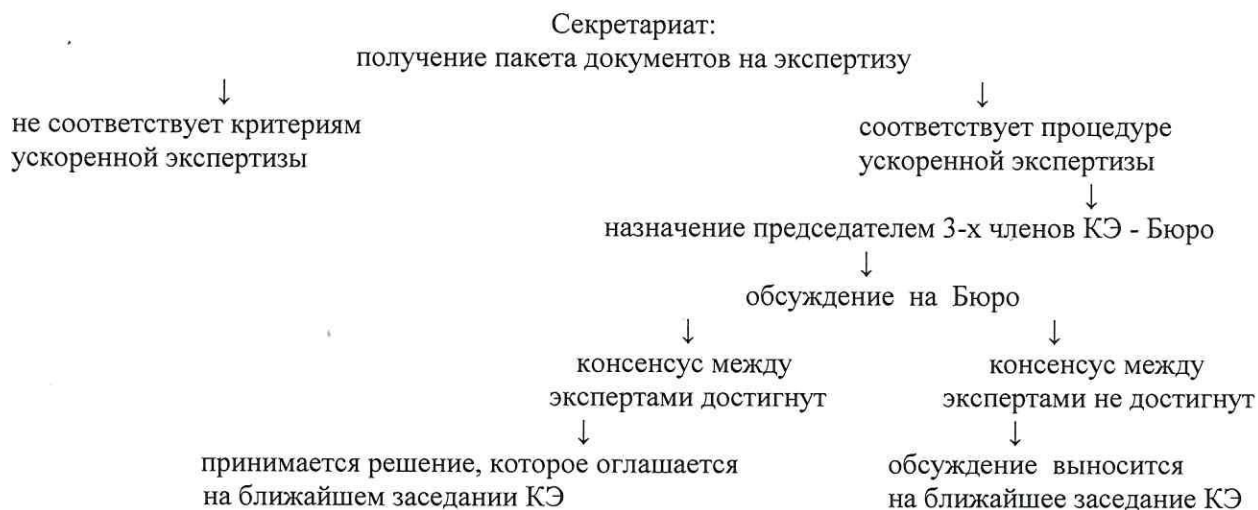 Секретариат:
получение пакета документов на экспертизу
↓ ↓
не соответствует критериям
ускоренной экспертизы
соответствует процедуре
ускоренной экспертизы
↓
назначение председателем 3-х членов КЭ - Бюро
↓
обсуждение на Бюро
↓ ↓
консенсус между
экспертами достигнут
консенсус между
экспертами не достигнут
↓ ↓
принимается решение, которое оглашается
на ближайшем заседании КЭ
обсуждение выносится
на ближайшее заседание КЭ